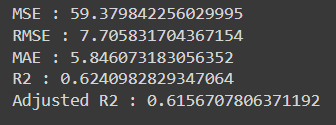 MSE : 59.379842256029995
RMSE : 7.705831704367154
MAE : 5.846073183056352
R2 : 0.6240982829347064
Adjusted R2 : 0.6156707806371192